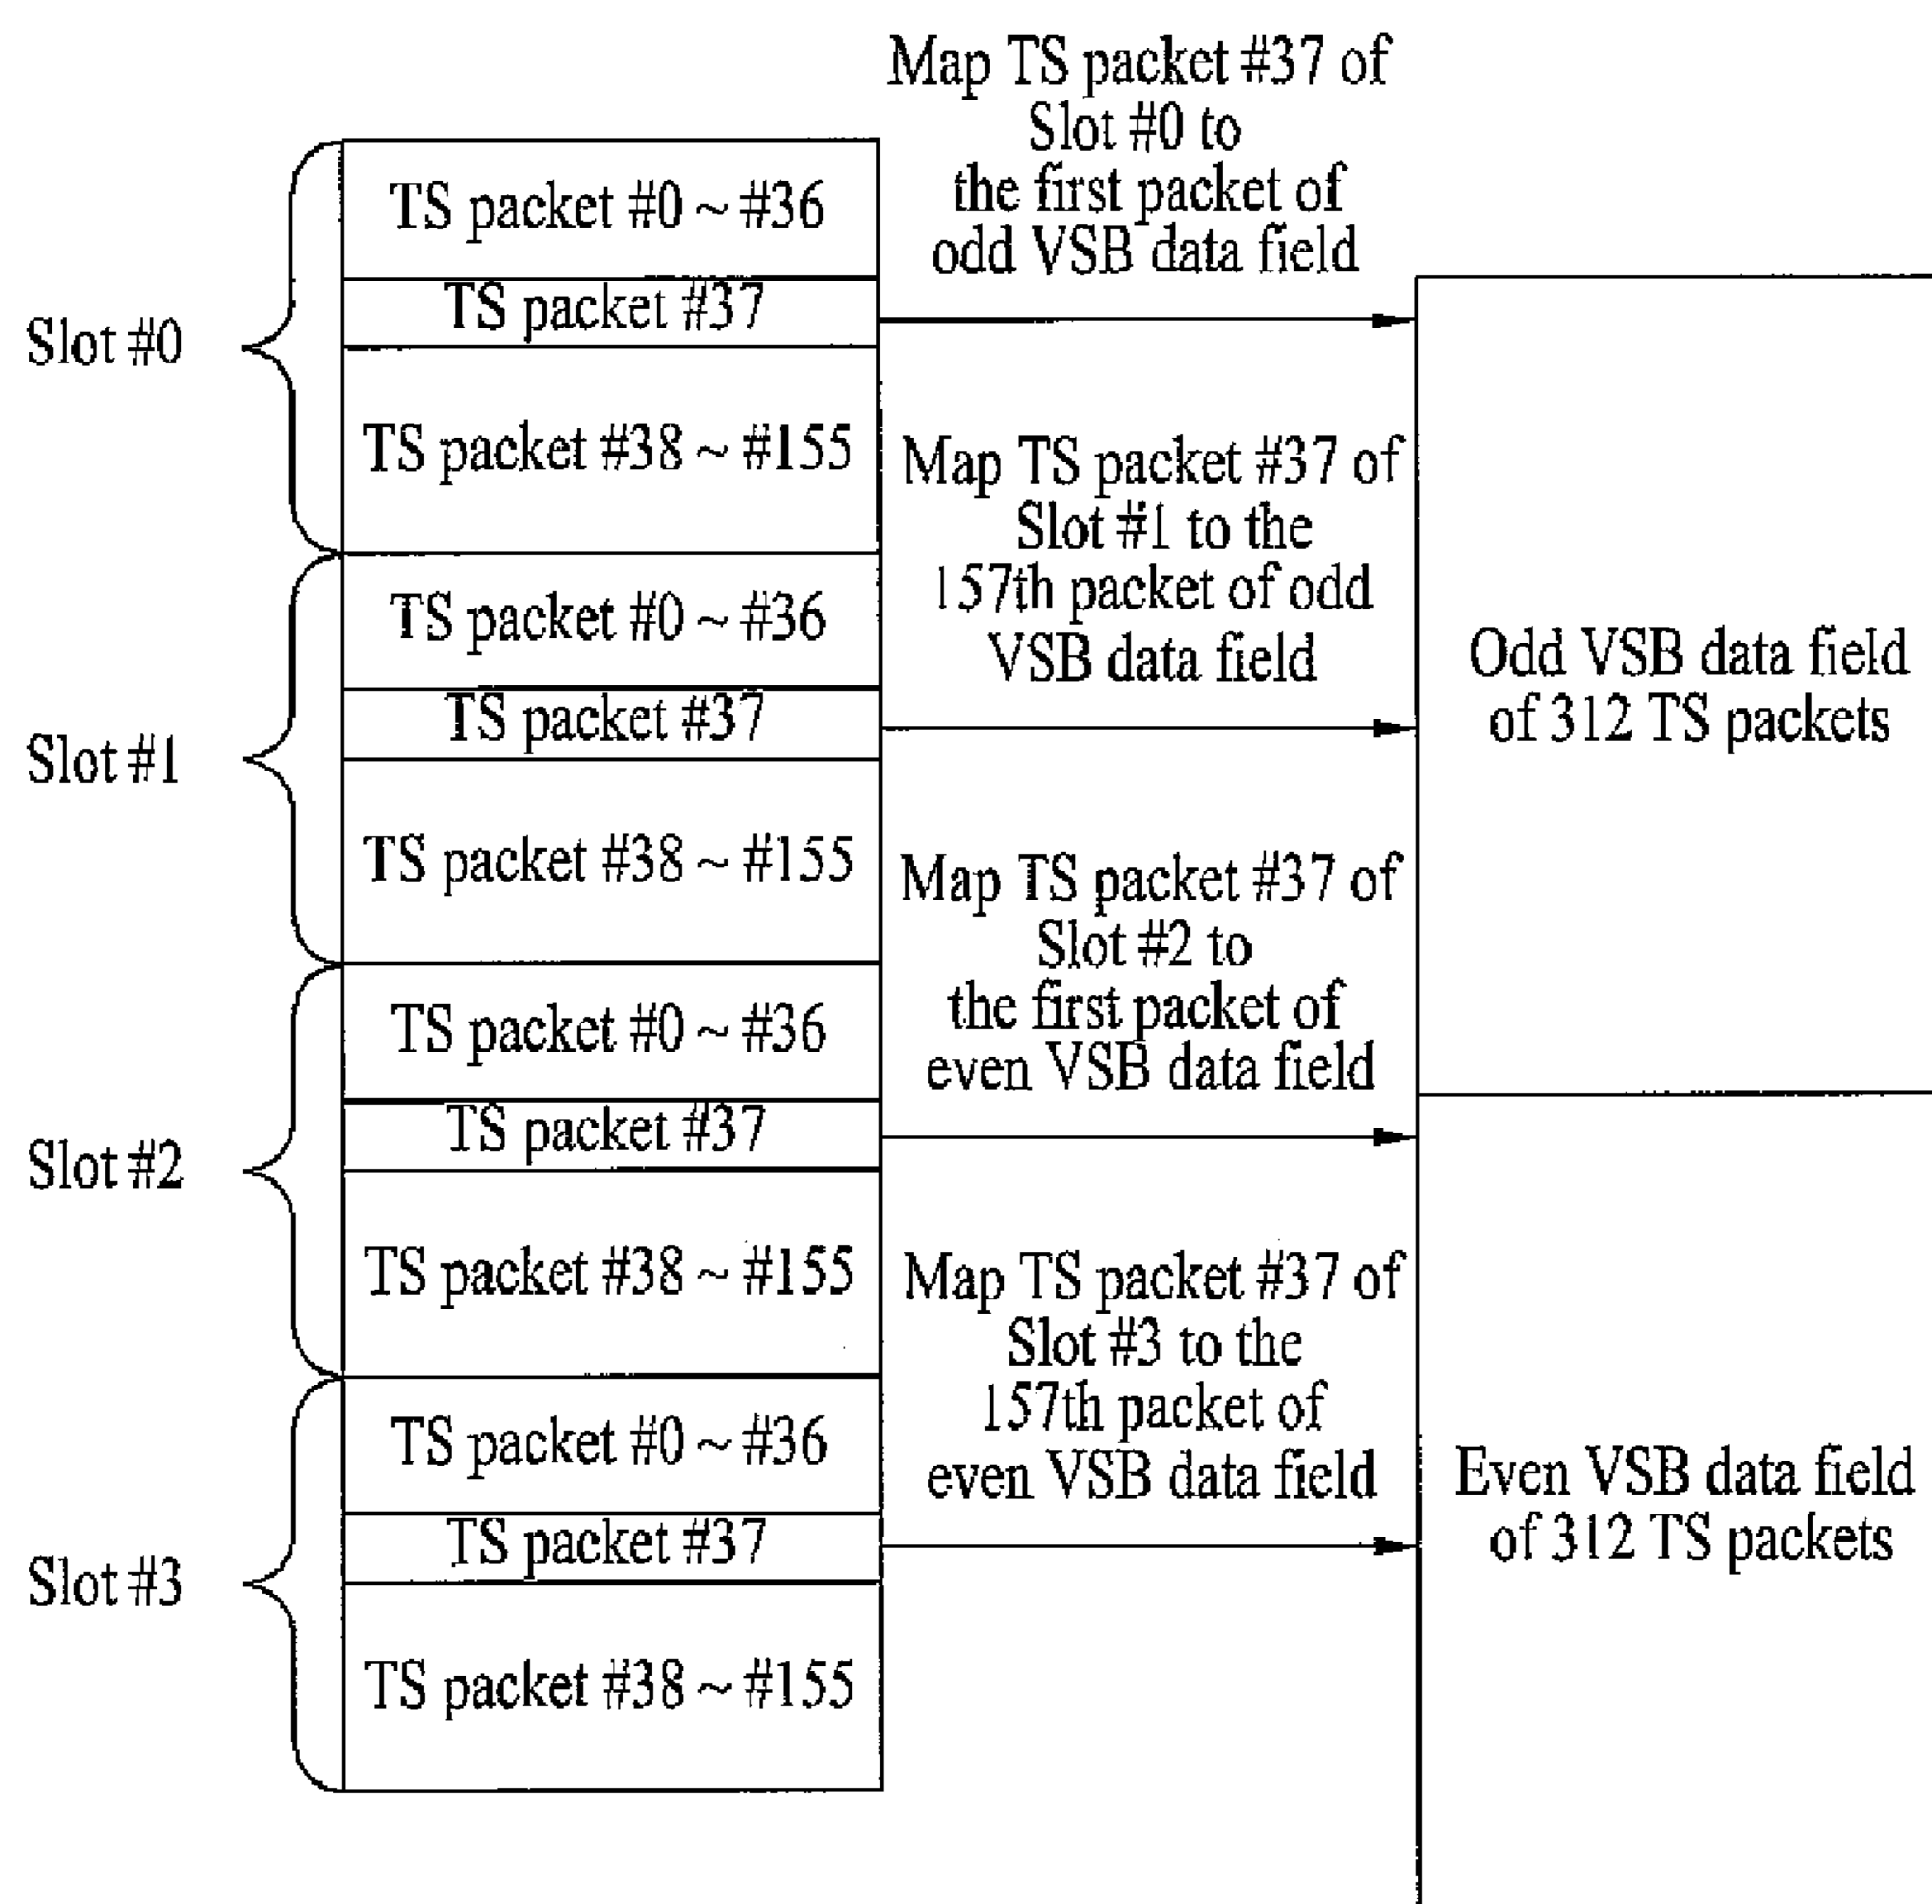 Map TS packet #37 of
Slot #0 to
the first packet of
odd VSB data field
Slot #0
TS packet #0 ~ #36
TS packet #37
TS packet #38 ~ #155
Map TS packet #37 of
Slot #1 to the
157th packet of odd
VSB data field
Slot #1
TS packet #0 ~ #36
TS packet #37
TS packet #38 ~ #155
Odd VSB data field
of 312 TS packets
Map TS packet #37 of
Slot #2 to
the first packet of
even VSB data field
Slot #2
TS packet #0 ~ #36
TS packet #37
TS packet #38 ~ #155
Map TS packet #37 of
Slot #3 to the
157th packet of
even VSB data field
Slot #3
TS packet #0 ~ #36
TS packet #37
TS packet #38 ~ #155
Even VSB data field
of 312 TS packets